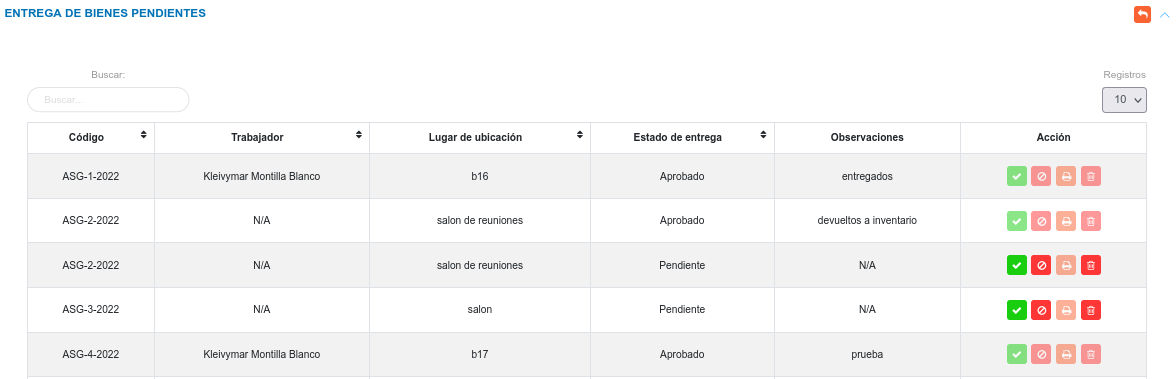 ENTREGA DE BIENES PENDIENTES
Buscar: Registros
Buscar... 10
Código Trabajador Lugar de ubicación Estado de entrega Observaciones Acción
ASG-1-2022 Kleivymar Montilla Blanco b16 Aprobado entregados
ASG-2-2022 N/A salon de reuniones Aprobado devueltos a inventario
ASG-2-2022 N/A salon de reuniones Pendiente N/A
ASG-3-2022 N/A salon Pendiente N/A
ASG-4-2022 Kleivymar Montilla Blanco b17 Aprobado prueba